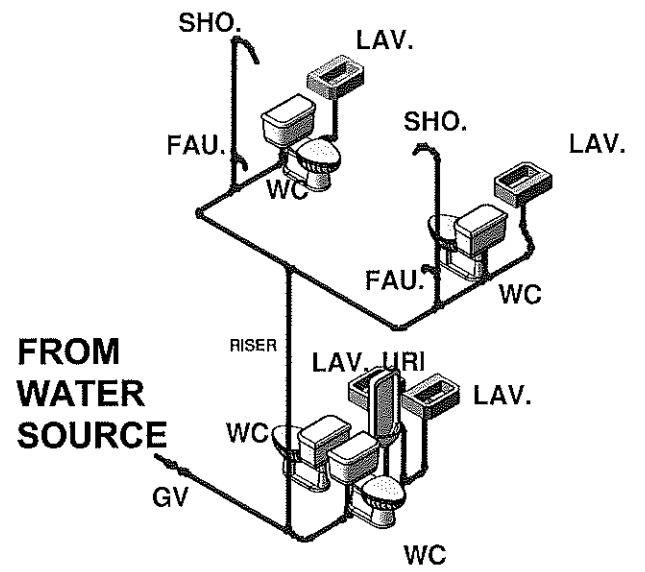 SHO.
LAV.
FAU.
WC
SHO.
LAV.
FAU.
WC
RISER
FROM
WATER
SOURCE
LAV. URI
LAV.
WC
GV
WC